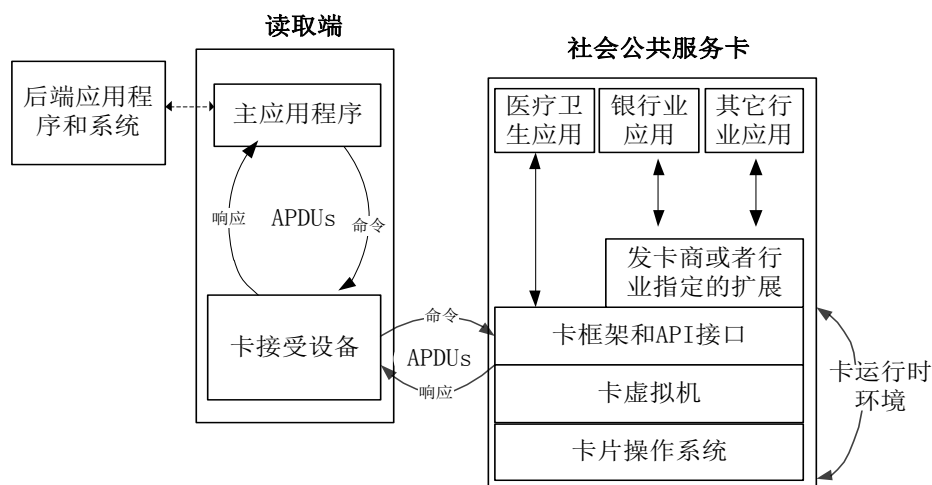 读取端
社会公共服务卡
后端应用程
序和系统
主应用程序
医疗卫
生应用
银行业
应用
其它行
业应用
响应
APDUs
命令
发卡商或者行
业指定的扩展
卡接受设备
命令
APDUs
响应
卡框架和API接口
卡虚拟机
卡片操作系统
卡运行时
环境